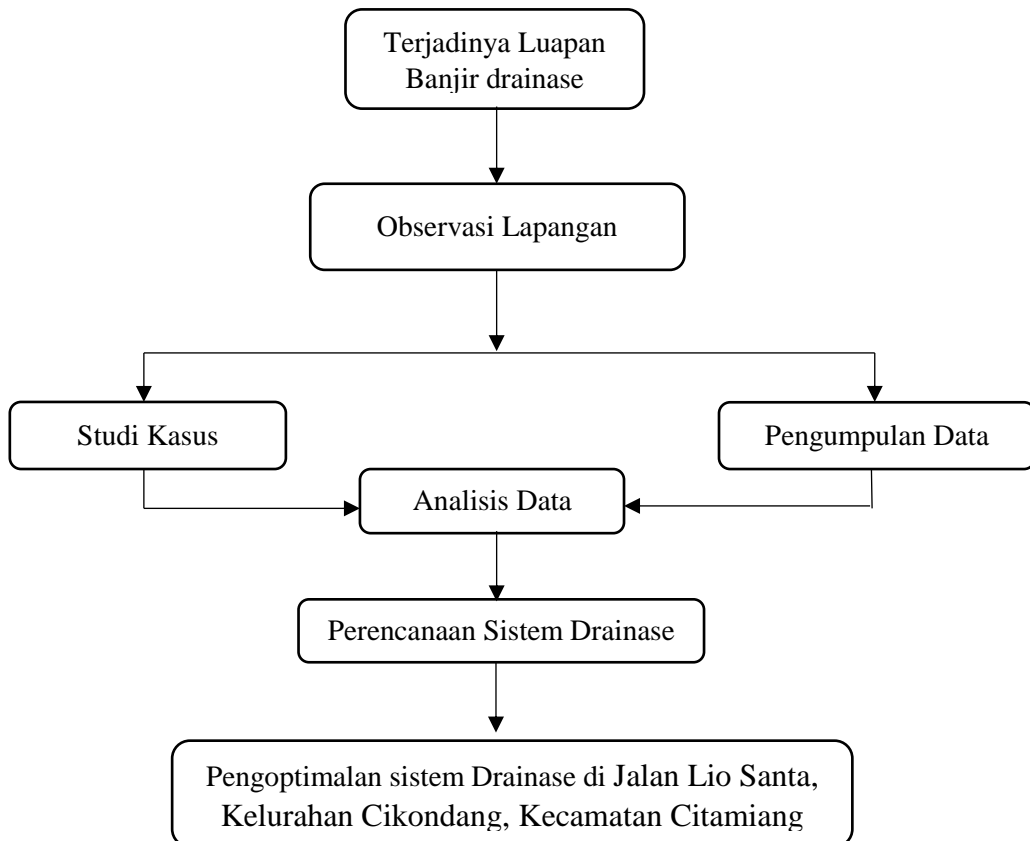 Terjadinya Luapan
Banjir drainase
Observasi Lapangan
Studi Kasus
Pengumpulan Data
Analisis Data
Perencanaan Sistem Drainase
Pengoptimalan sistem Drainase di Jalan Lio Santa,
Kelurahan Cikondang, Kecamatan Citamiang